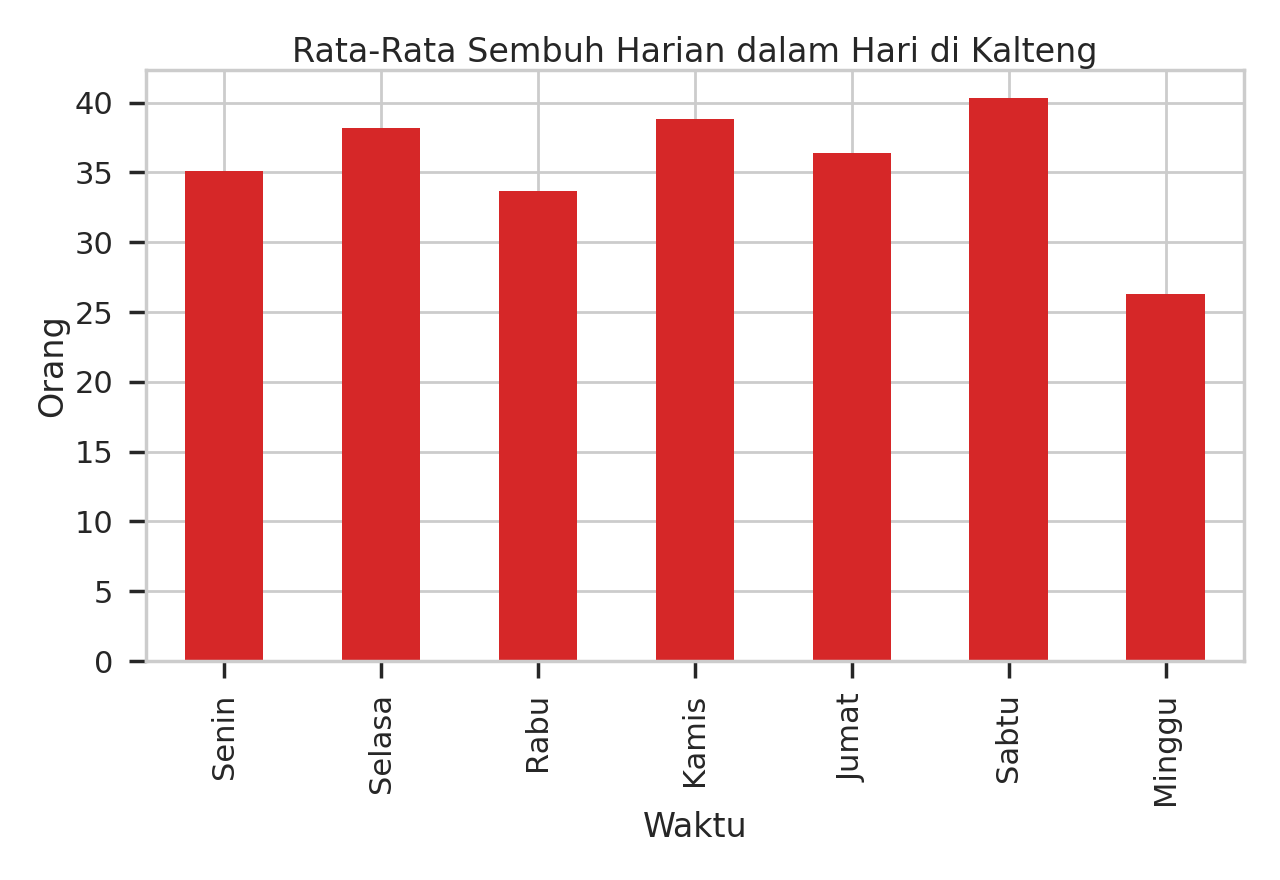 Rata-Rata Sembuh Harian dalam Hari di Kalteng
Orang
40
35
30
25
20
15
10
5
0
Senin
Selasa
Rabu
Kamis
Jumat
Sabtu
Minggu
Waktu